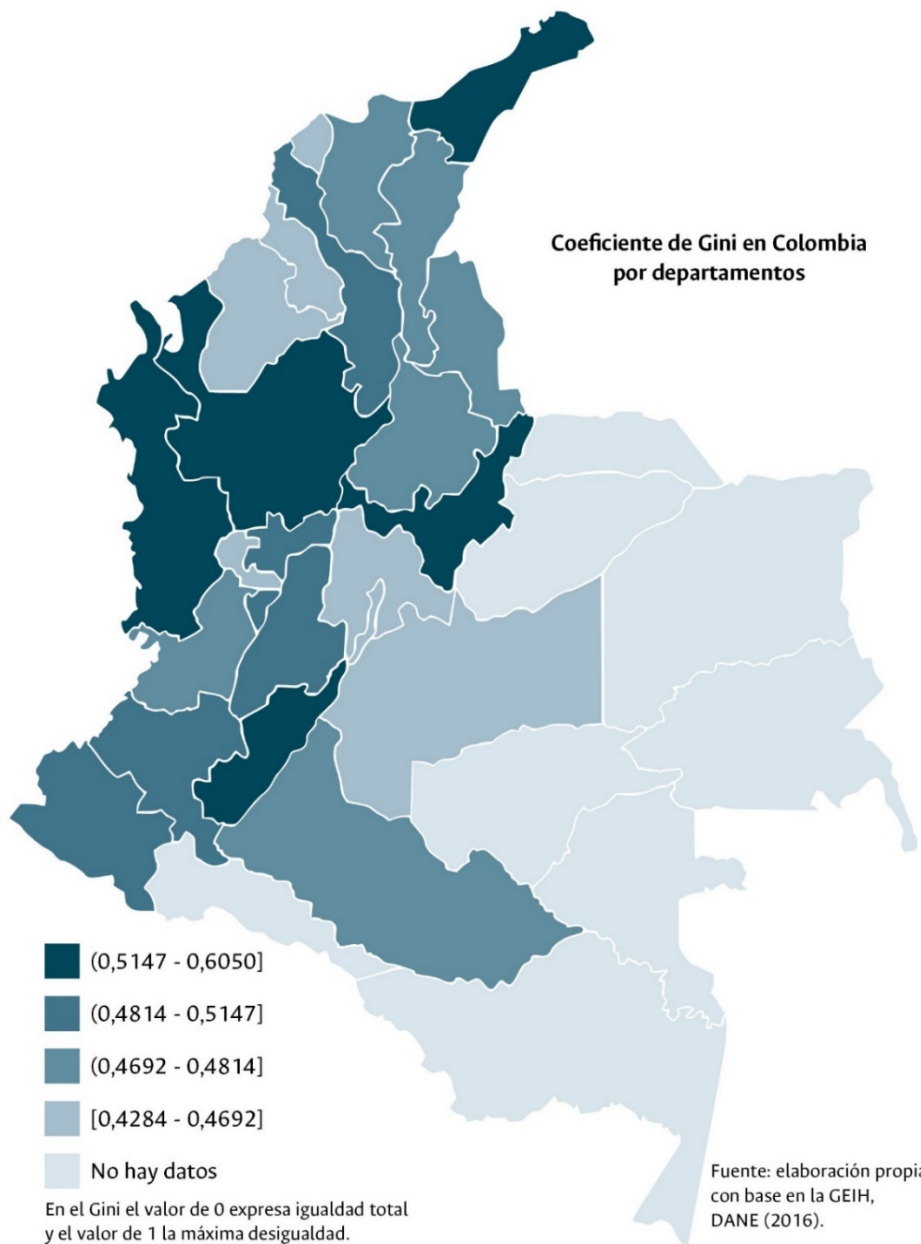 Coeficiente de Gini en Colombia
por departamentos
(0,5147 - 0,6050]
(0,4814 - 0,5147]
(0,4692 - 0,4814]
[0,4284 - 0,4692]
No hay datos
En el Gini el valor de 0 expresa igualdad total
y el valor de 1 la máxima desigualdad.
Fuente: elaboración propia
con base en la GEIH,
DANE (2016).